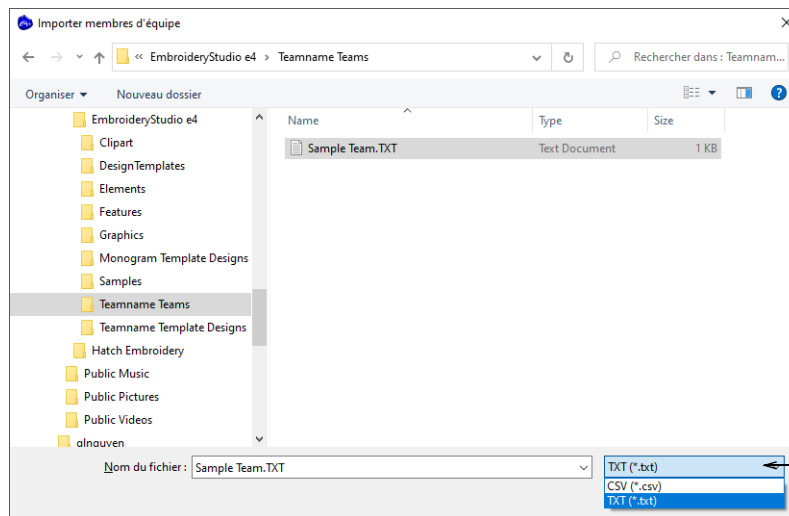 Importer membres d'équipe
« EmbroideryStudio e4 > Teamname Teams
Rechercher dans : Teamnam...
Organiser
Nouveau dossier
EmbroideryStudio e4
Clipart
DesignTemplates
Elements
Features
Graphics
Monogram Template Designs
Samples
Teamname Teams
Teamname Template Designs
Hatch Embroidery
Public Music
Public Pictures
Public Videos
qlnguyen
Name Type Size
Sample Team.TXT Text Document 1 KB
Nom du fichier : Sample Team.TXT
TXT (*.txt)
CSV (*.csv)
TXT (*.txt)